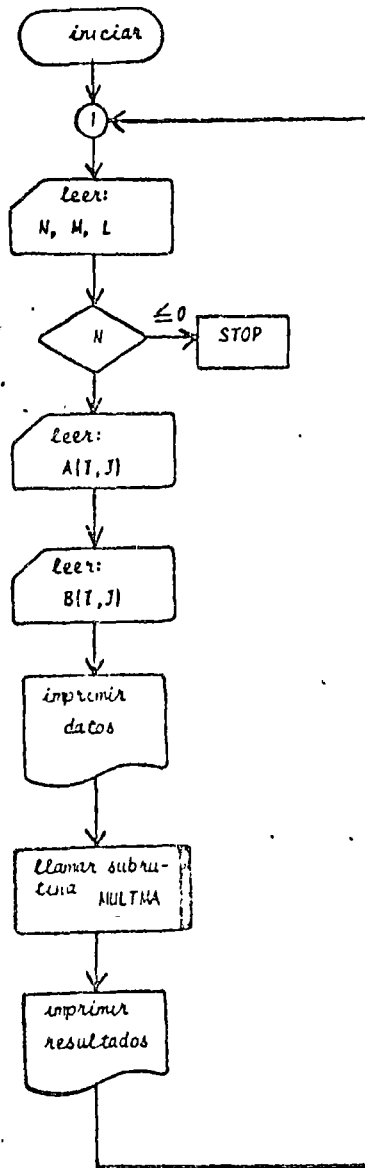 iniciar
1
leer:
N, M, L
N
≤0
STOP
leer:
A(I,J)
leer:
B(I,J)
imprimir
datos
llamar subru-
tina MULTMA
imprimir
resultados